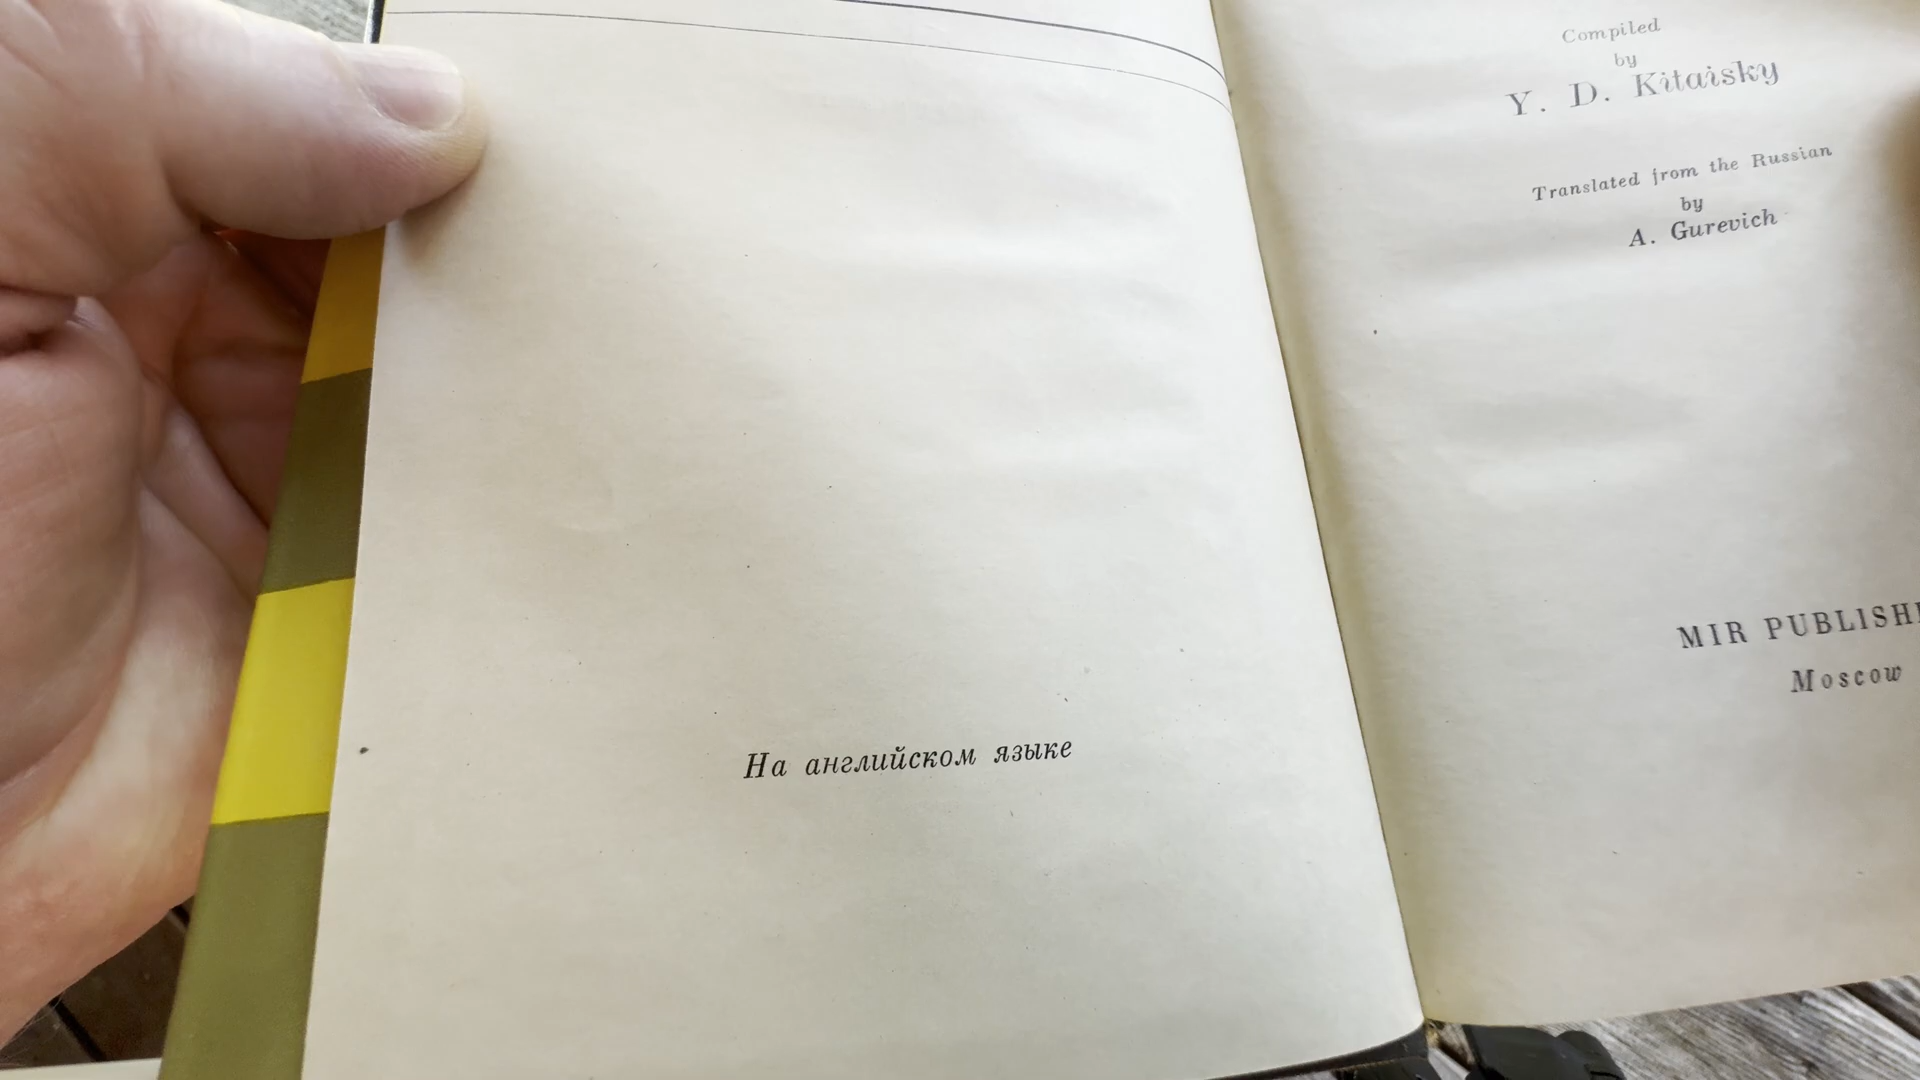 На английском языке
Compiled
by
Y. D. Kitaisky
Translated from the Russian
by
A. Gurevich
MIR PUBLISH
Moscow